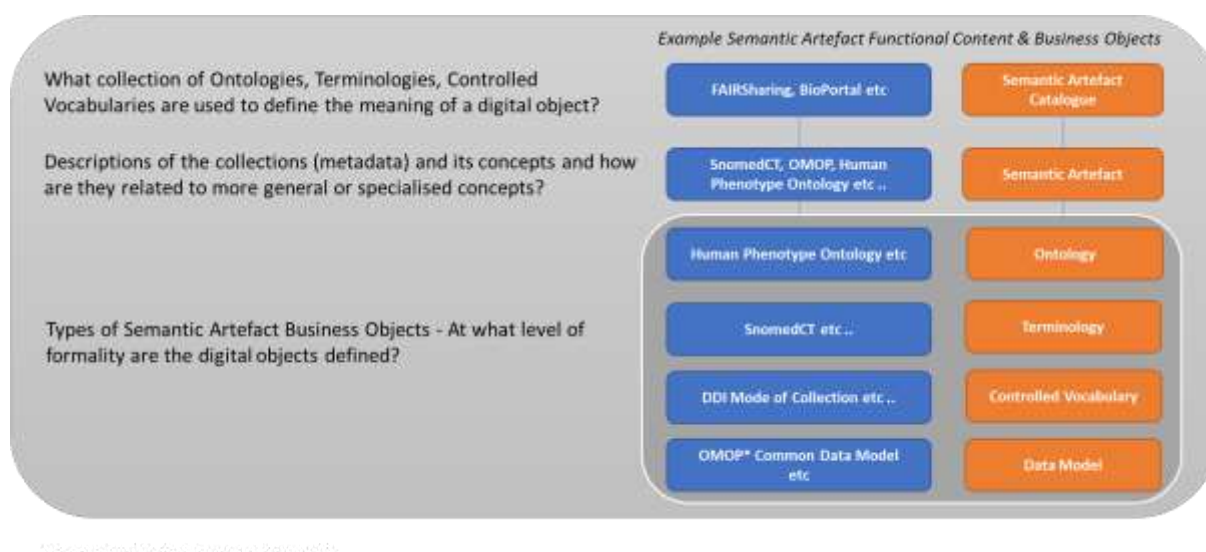 Example Semantic Artefact Functional Content & Business Objects
What collection of Ontologies, Terminologies, Controlled
Vocabularies are used to define the meaning of a digital object?
FAIRSharing, BioPortal etc
Semantic Artefact
Catalogue
Descriptions of the collections (metadata) and its concepts and how
are they related to more general or specialised concepts?
SnomedCT, OMOP, Human
Phenotype Ontology etc ..
Semantic Artefact
Human Phenotype Ontology etc
Ontology
Types of Semantic Artefact Business Objects - At what level of
formality are the digital objects defined?
SnomedCT etc ..
Terminology
DDI Mode of Collection etc ..
Controlled Vocabulary
OMOP* Common Data Model
etc
Data Model